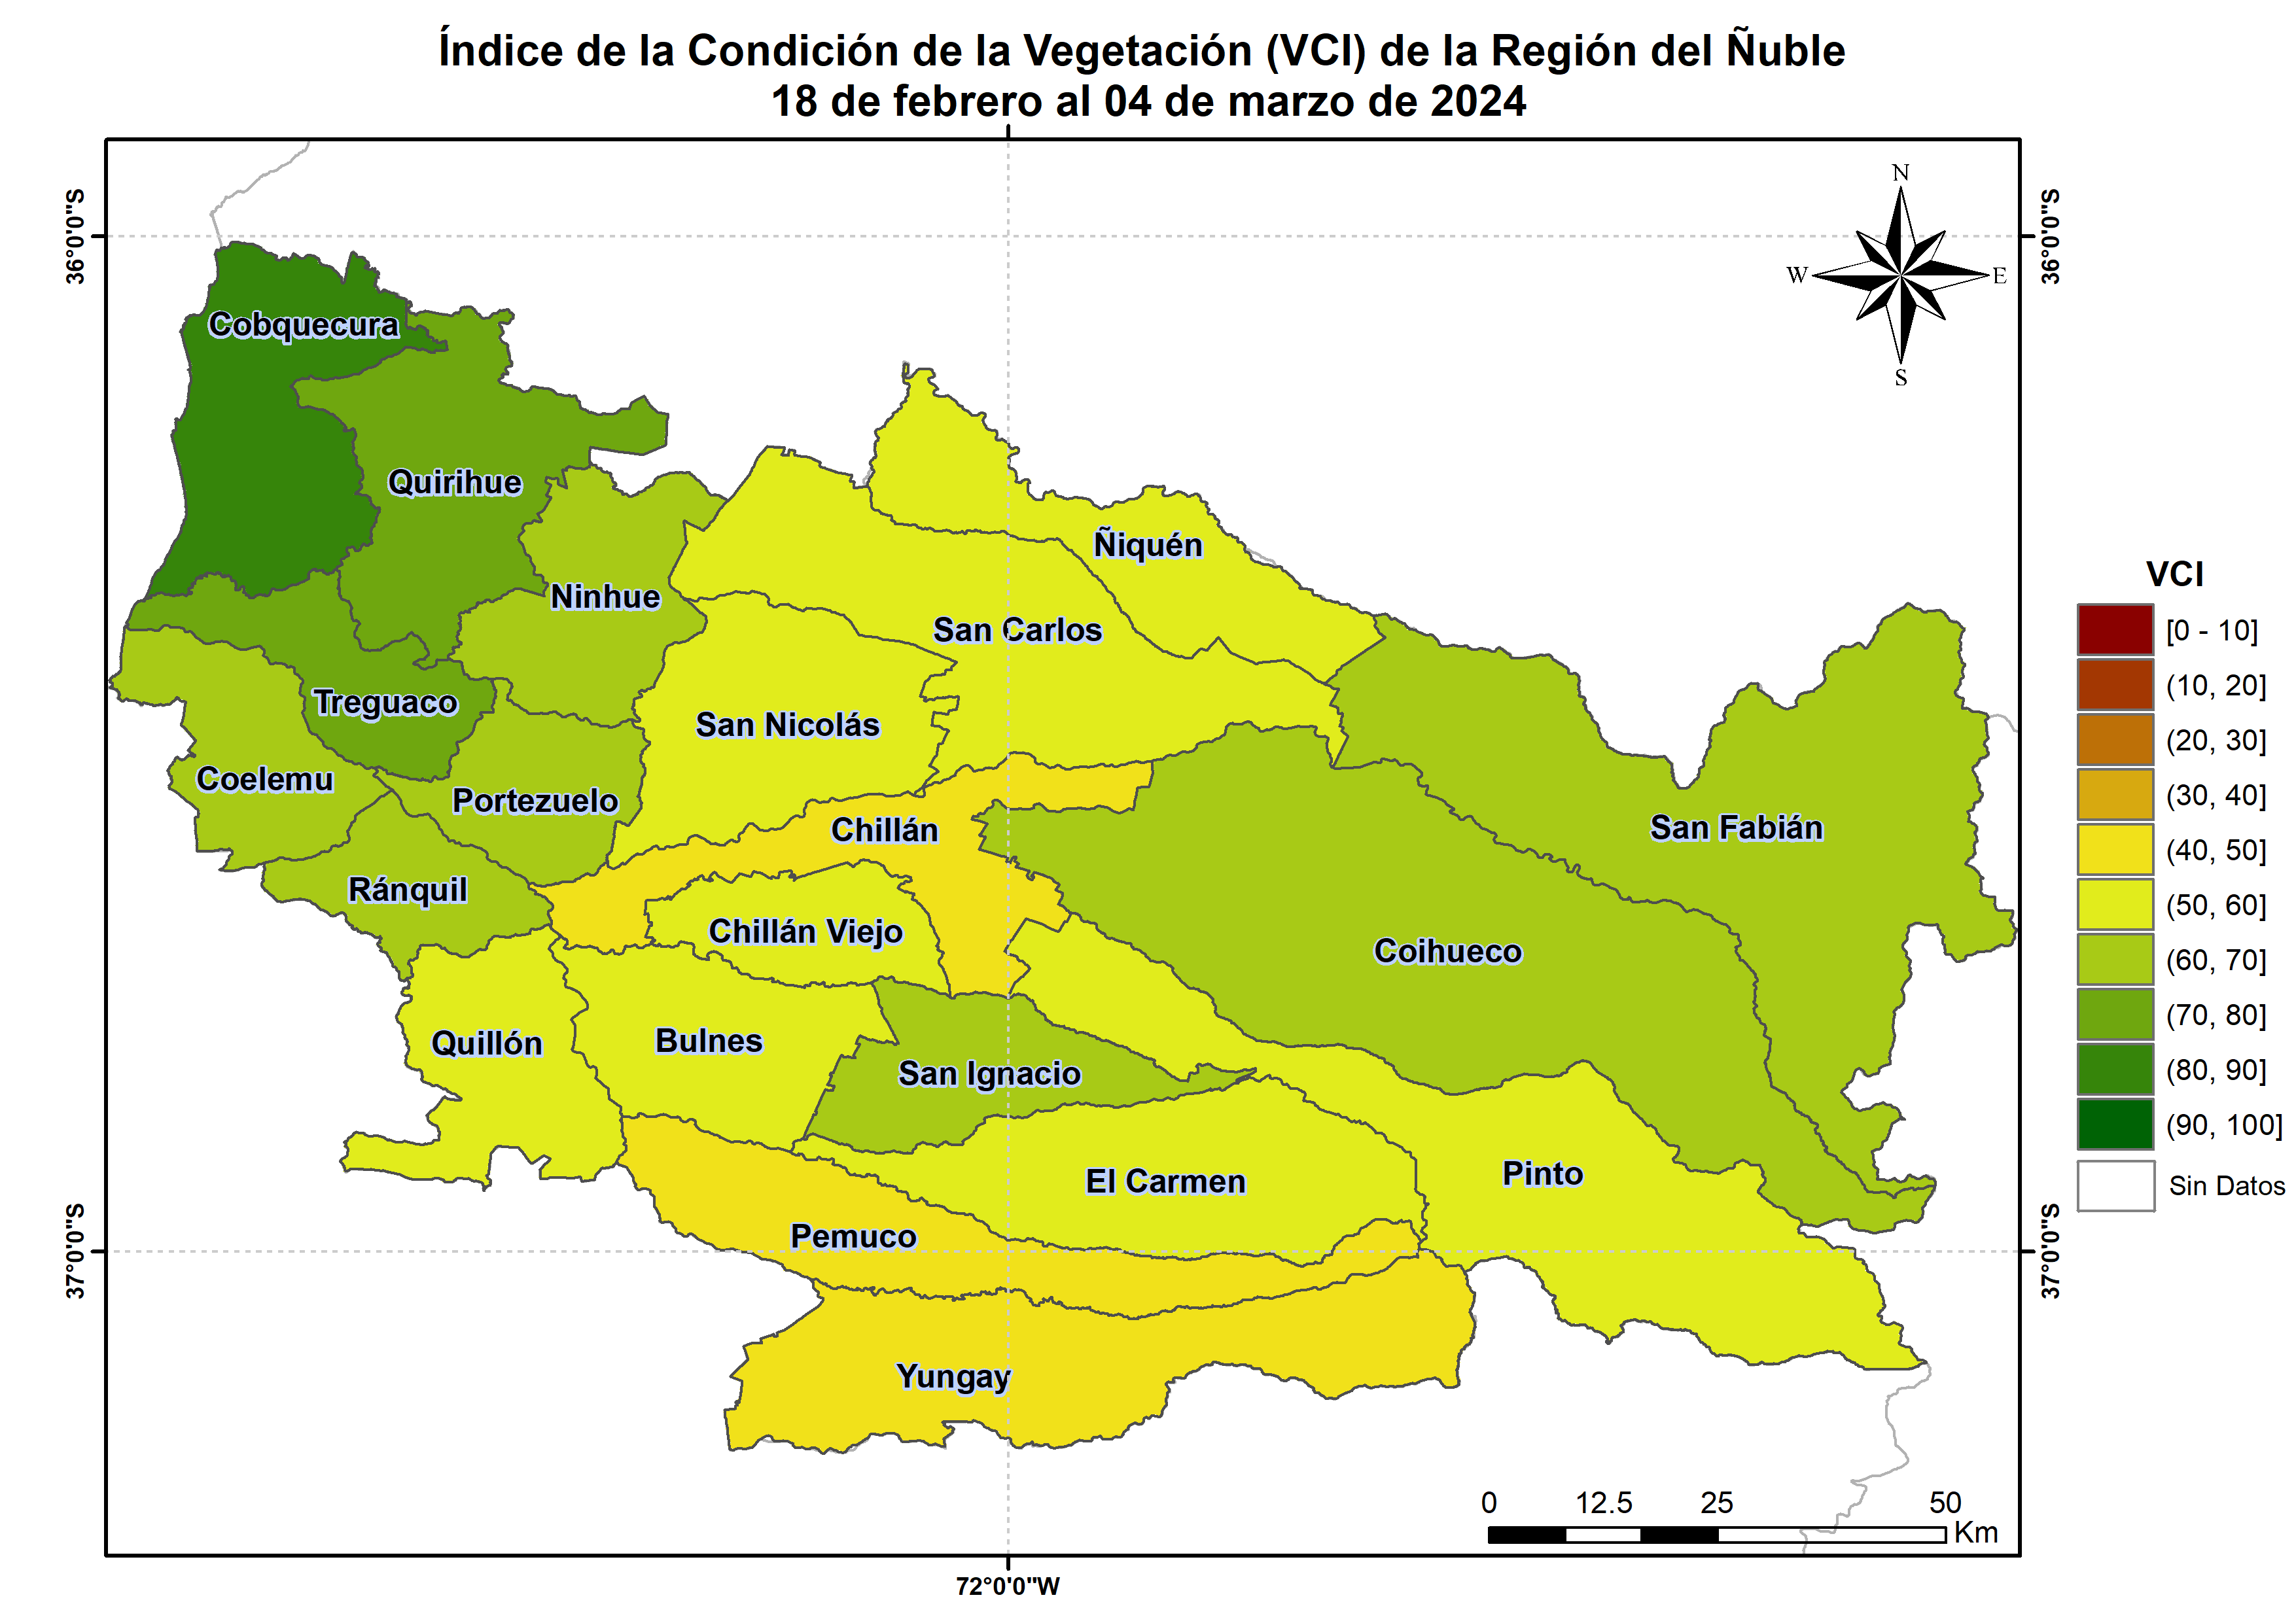 Índice de la Condición de la Vegetación (VCI) de la Región del Ñuble
18 de febrero al 04 de marzo de 2024
36°0'0"S
36°0'0"S
N
W
E
S
Cobquecura
Quirihue
Ñiquén
Ninhue
San Carlos
Treguaco
San Nicolás
Coelemu
Portezuelo
Chillán
San Fabián
Ránquil
Chillán Viejo
Coihueco
Quillón
Bulnes
San Ignacio
El Carmen
Pinto
Pemuco
Yungay
VCI
[0 - 10]
(10, 20]
(20, 30]
(30, 40]
(40, 50]
(50, 60]
(60, 70]
(70, 80]
(80, 90]
(90, 100]
Sin Datos
37°0'0"S
37°0'0"S
0 12.5 25 50
Km
72°0'0"W